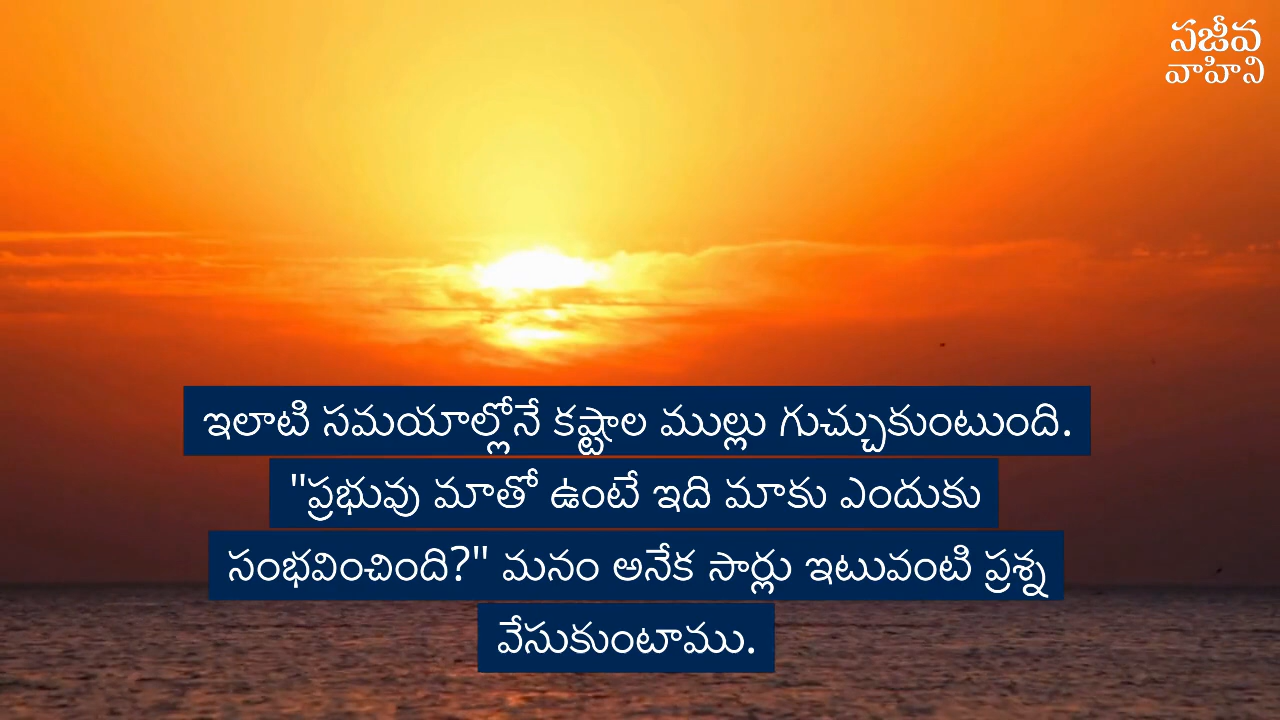 సజీవ
వాహిని
ఇలాటి సమయాల్లోనే కష్టాల ముల్లు గుచ్చుకుంటుంది.
"ప్రభువు మాతో ఉంటే ఇది మాకు ఎందుకు
సంభవించింది?" మనం అనేక సార్లు ఇటువంటి ప్రశ్న
వేసుకుంటాము.